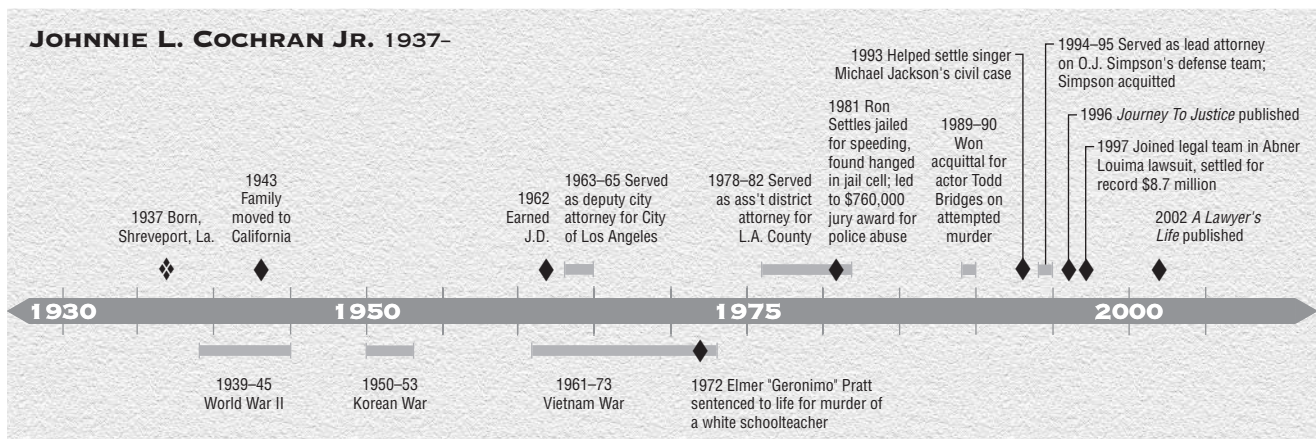 JOHNNIE L. COCHRAN JR. 1937–
1937 Born,
Shreveport, La.
1943
Family
moved to
California
1962
Earned
J.D.
1963–65 Served
as deputy city
attorney for City
of Los Angeles
1978–82 Served
as ass't district
attorney for
L.A. County
1981 Ron
Settles jailed
for speeding,
found hanged
in jail cell; led
to $760,000
jury award for
police abuse
1989–90
Won
acquittal for
actor Todd
Bridges on
attempted
murder
1993 Helped settle singer
Michael Jackson's civil case
1994–95 Served as lead attorney
on O.J. Simpson's defense team;
Simpson acquitted
1996 Journey To Justice published
1997 Joined legal team in Abner
Louima lawsuit, settled for
record $8.7 million
2002 A Lawyer's
Life published
1930 1950 1975 2000
1939–45
World War II
1950–53
Korean War
1961–73
Vietnam War
1972 Elmer "Geronimo" Pratt
sentenced to life for murder of
a white schoolteacher